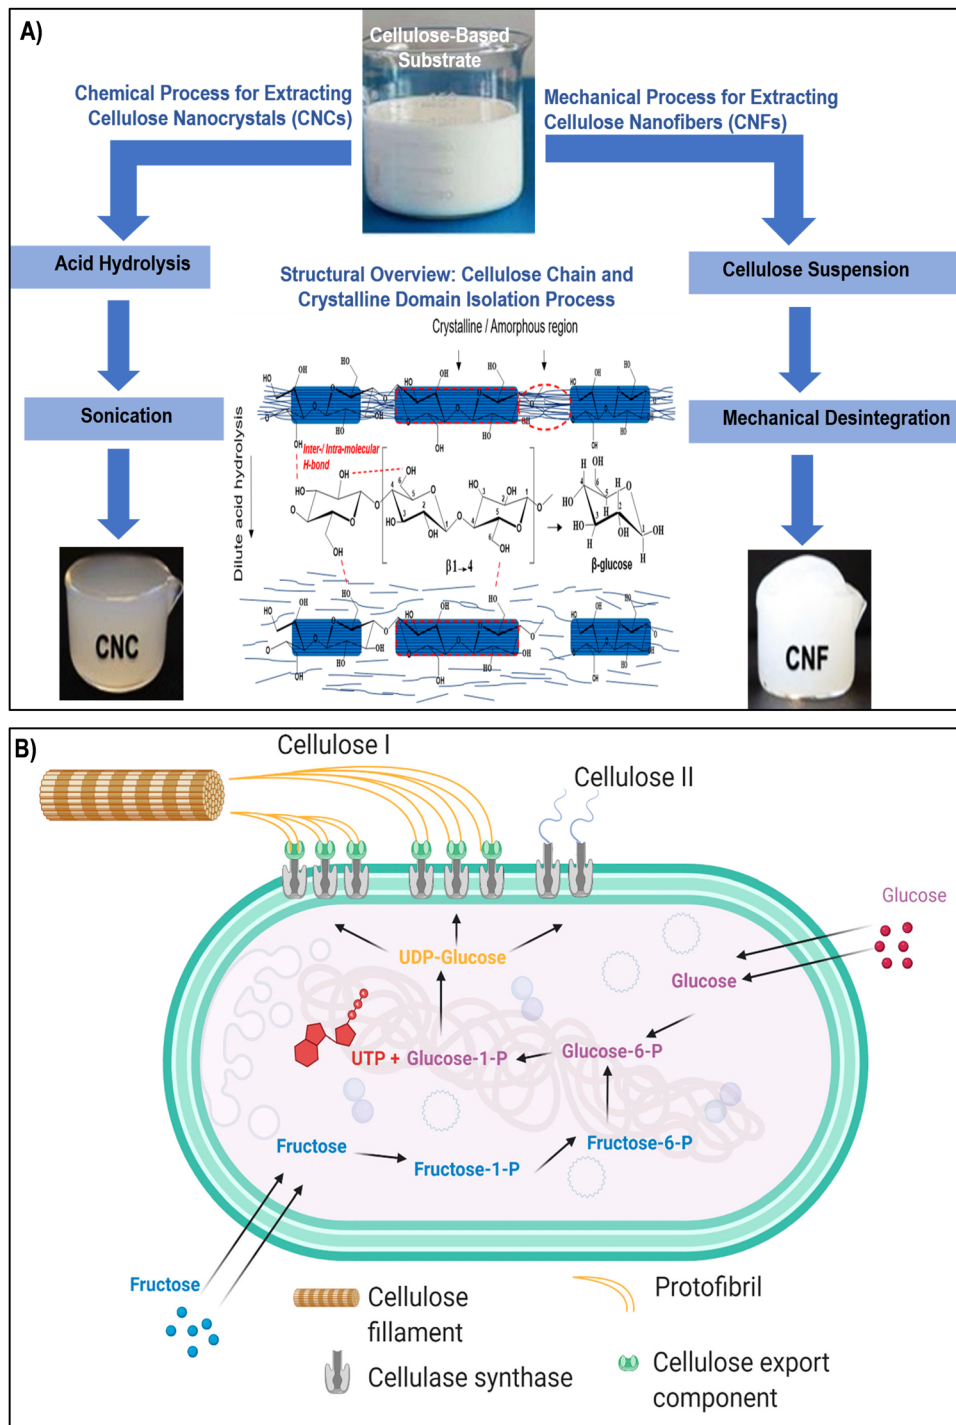 A)
Cellulose-Based
Substrate
Chemical Process for Extracting
Cellulose Nanocrystals (CNCs)
Mechanical Process for Extracting
Cellulose Nanofibers (CNFs)
Acid Hydrolysis
Sonication
CNC
Cellulose Suspension
Mechanical Desintegration
CNF
Structural Overview: Cellulose Chain and
Crystalline Domain Isolation Process
Crystalline / Amorphous region
Inter-/ Intra-molecular
H-bond
Dilute acid hydrolysis
β1→4
β-glucose
B)
Cellulose I
Cellulose II
Glucose
UDP-Glucose
Glucose
UTP + Glucose-1-P
Glucose-6-P
Fructose
Fructose-1-P
Fructose-6-P
Fructose
Cellulose
fillament
Protofibril
Cellulase synthase
Cellulose export
component